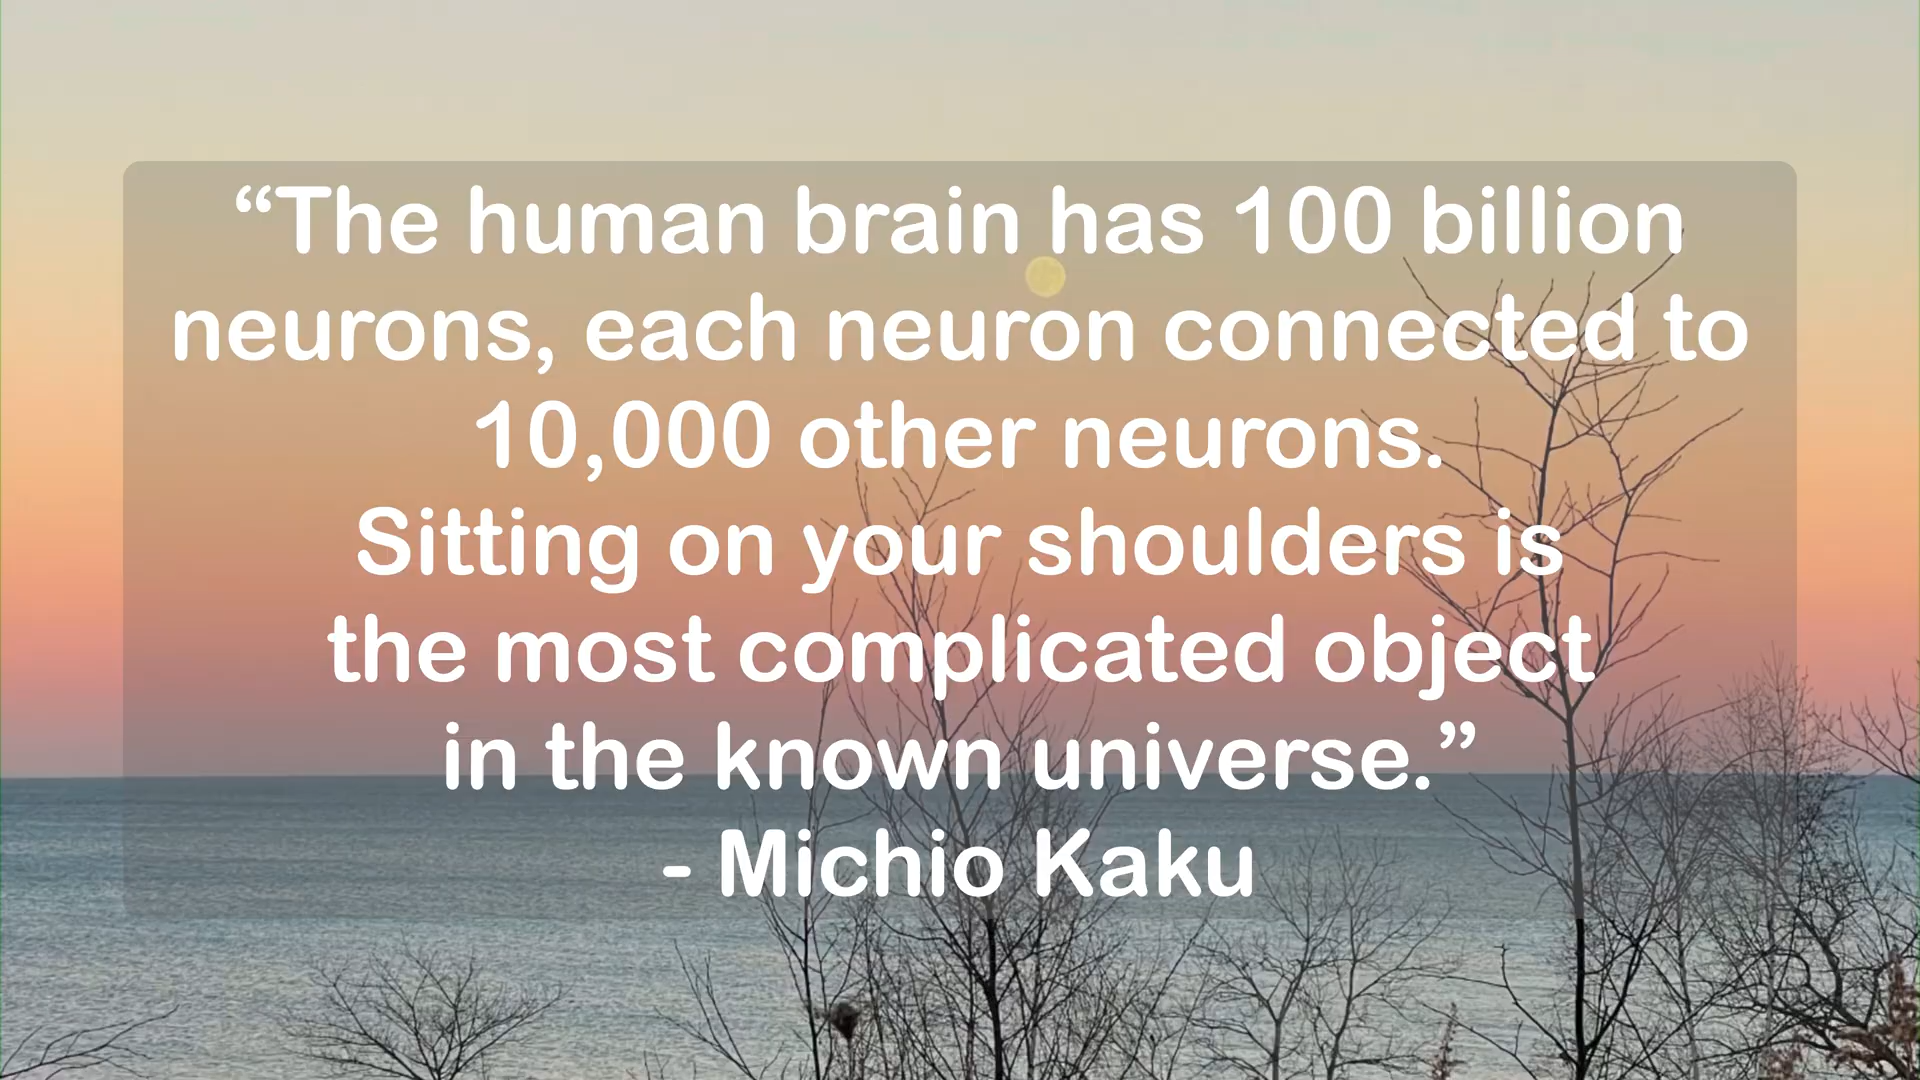 “The human brain has 100 billion
neurons, each neuron connected to
10,000 other neurons.
Sitting on your shoulders is
the most complicated object
in the known universe.”
- Michio Kaku